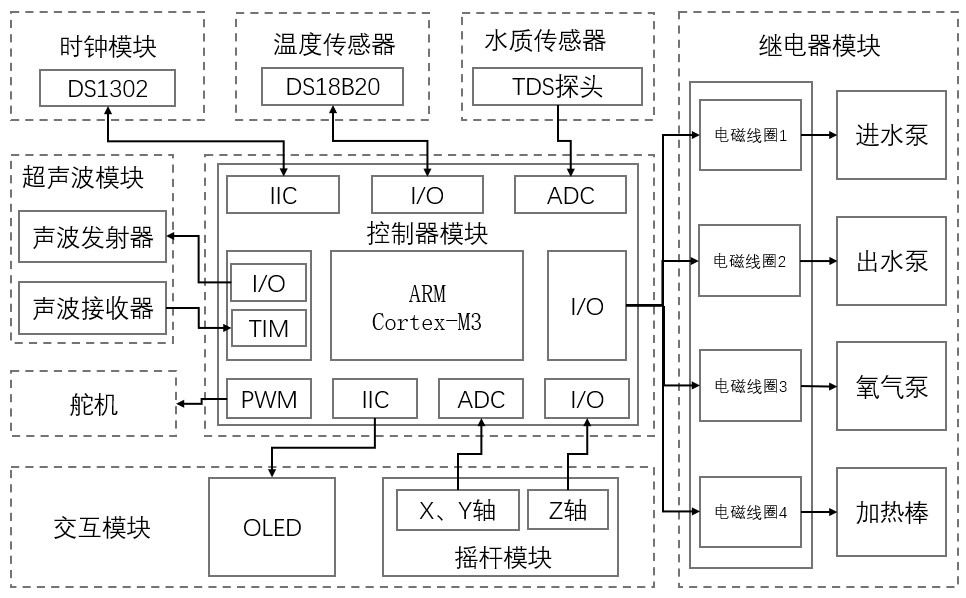 时钟模块
DS1302
温度传感器
DS18B20
水质传感器
TDS探头
继电器模块
电磁线圈1
进水泵
电磁线圈2
出水泵
电磁线圈3
氧气泵
电磁线圈4
加热棒
超声波模块
声波发射器
声波接收器
舵机
IIC
I/O
ADC
控制器模块
I/O
TIM
ARM
Cortex-M3
I/O
PWM
IIC
ADC
I/O
交互模块
OLED
X、Y轴
Z轴
摇杆模块